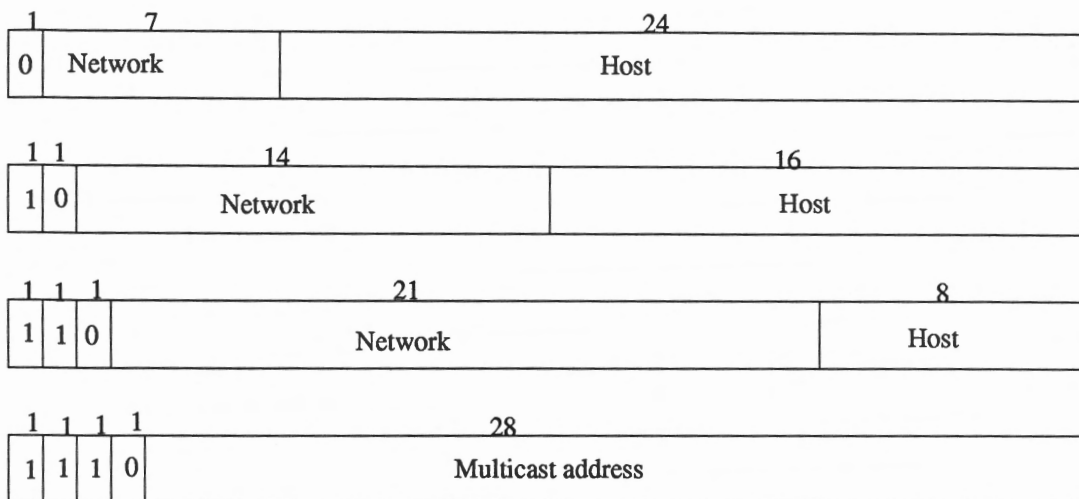 1 7 24
0 Network Host
1 1 14 16
1 0 Network Host
1 1 1 21 8
1 1 0 Network Host
1 1 1 1 28
1 1 1 0 Multicast address